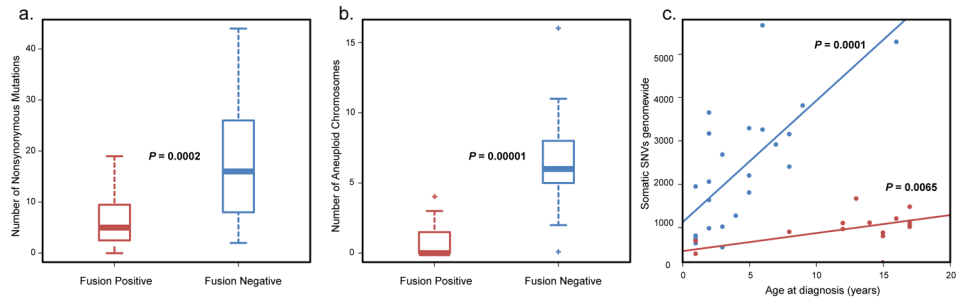 a.
Number of Nonsynonymous Mutations
40
30
20
10
0
P = 0.0002
Fusion Positive
Fusion Negative
b.
Number of Aneuploid Chromosomes
15
10
5
0
P = 0.00001
Fusion Positive
Fusion Negative
c.
Somatic SNVs genomewide
5000
4000
3000
2000
1000
0
P = 0.0001
P = 0.0065
0 5 10 15 20
Age at diagnosis (years)